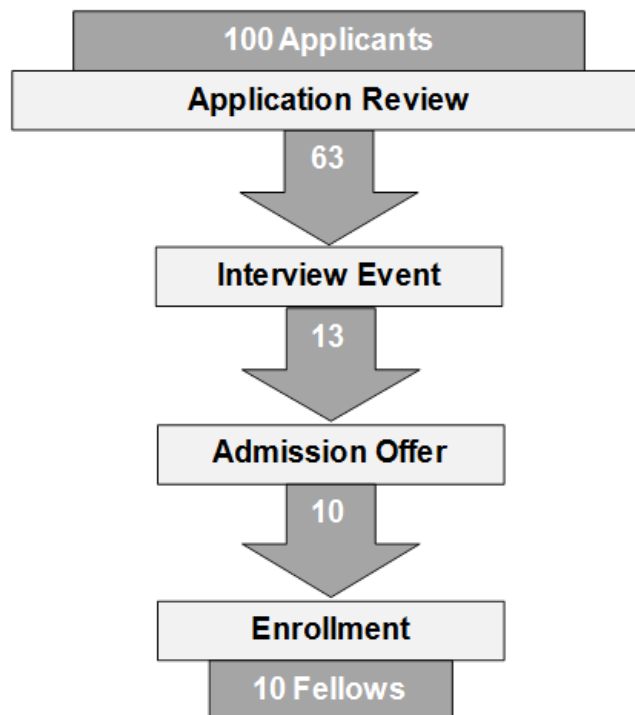 100 Applicants
Application Review
63
Interview Event
13
Admission Offer
10
Enrollment
10 Fellows